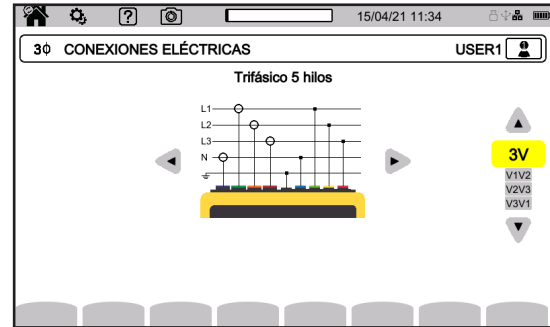 15/04/21 11:34
3ϕ CONEXIONES ELÉCTRICAS
USER1
Trifásico 5 hilos
L1
L2
L3
N
3V
V1V2
V2V3
V3V1